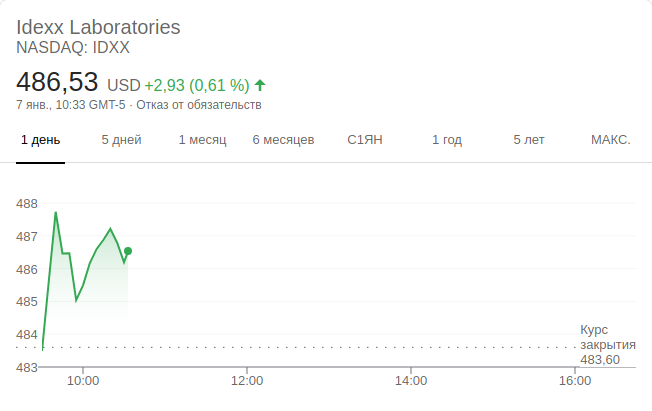 Idexx Laboratories
NASDAQ: IDXX
486,53 USD +2,93 (0,61 %)
7 янв., 10:33 GMT-5 · Отказ от обязательств
1 день 5 дней 1 месяц 6 месяцев С1ЯН 1 год 5 лет МАКС.
488
487
486
485
484
483
Курс
закрытия
483,60
10:00 12:00 14:00 16:00